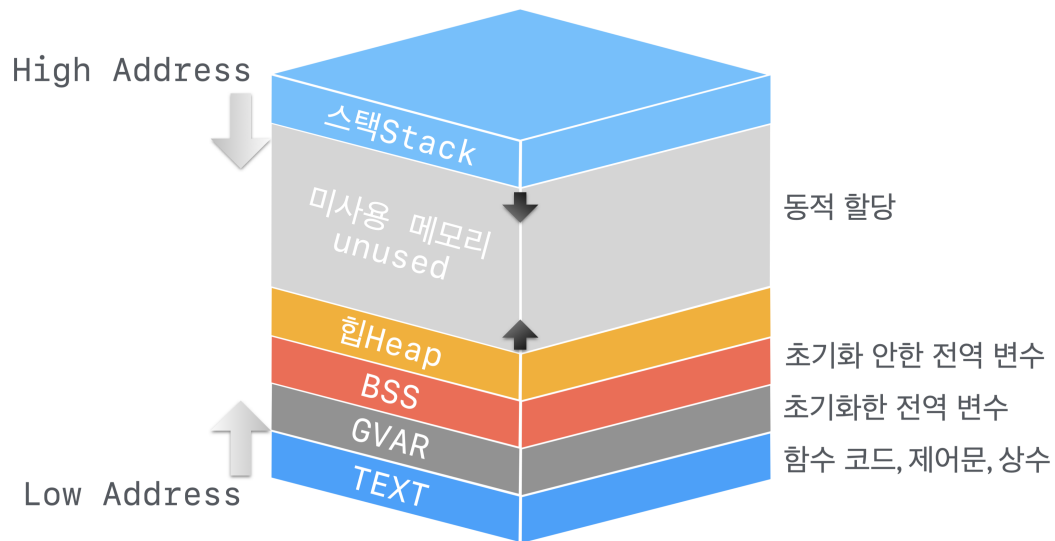 High Address
스택Stack
미사용 메모리
unused
동적 할당
힙Heap
초기화 안한 전역 변수
BSS
초기화한 전역 변수
GVAR
함수 코드, 제어문, 상수
TEXT
Low Address